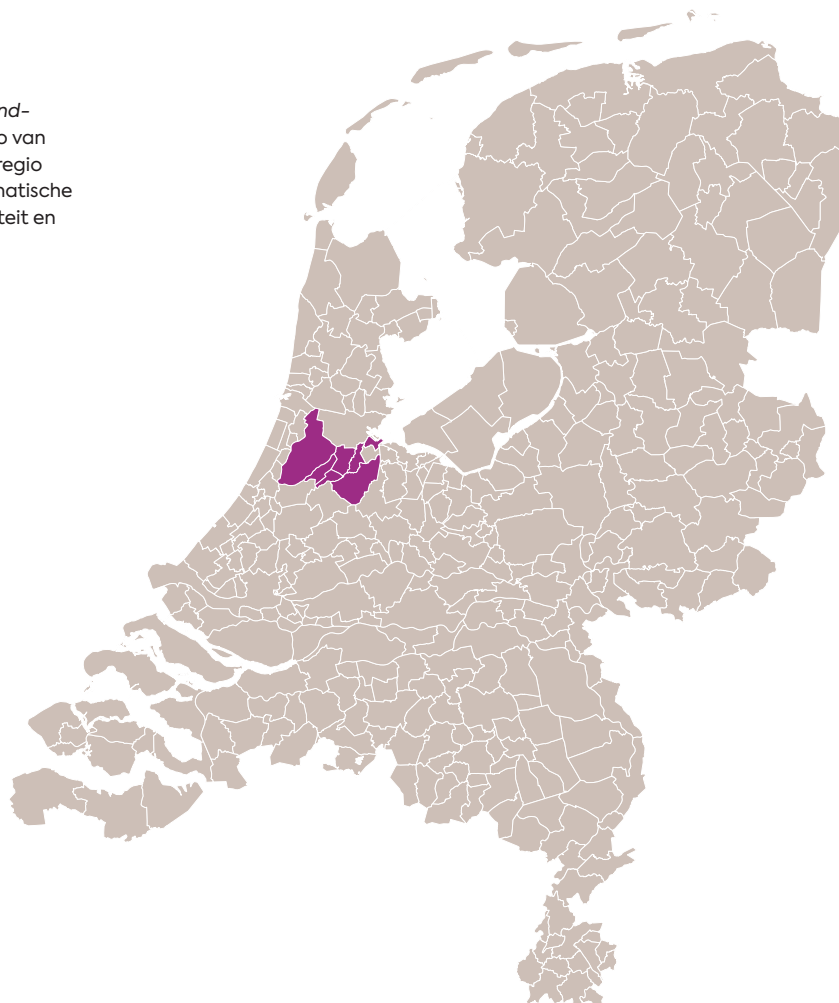 nd-
o van
regio
natische
teit en